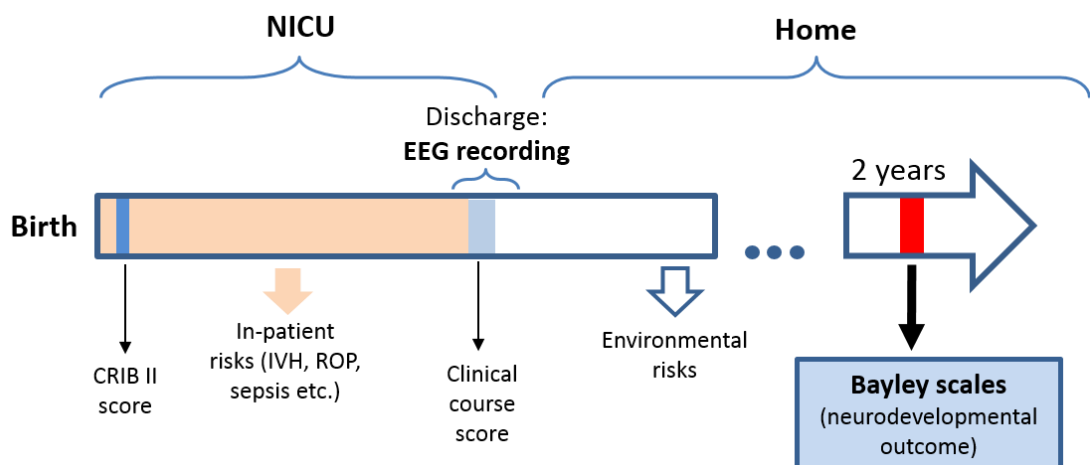 NICU
Home
Discharge:
EEG recording
2 years
Birth
CRIB II
score
In-patient
risks (IVH, ROP,
sepsis etc.)
Clinical
course
score
Environmental
risks
Bayley scales
(neurodevelopmental
outcome)